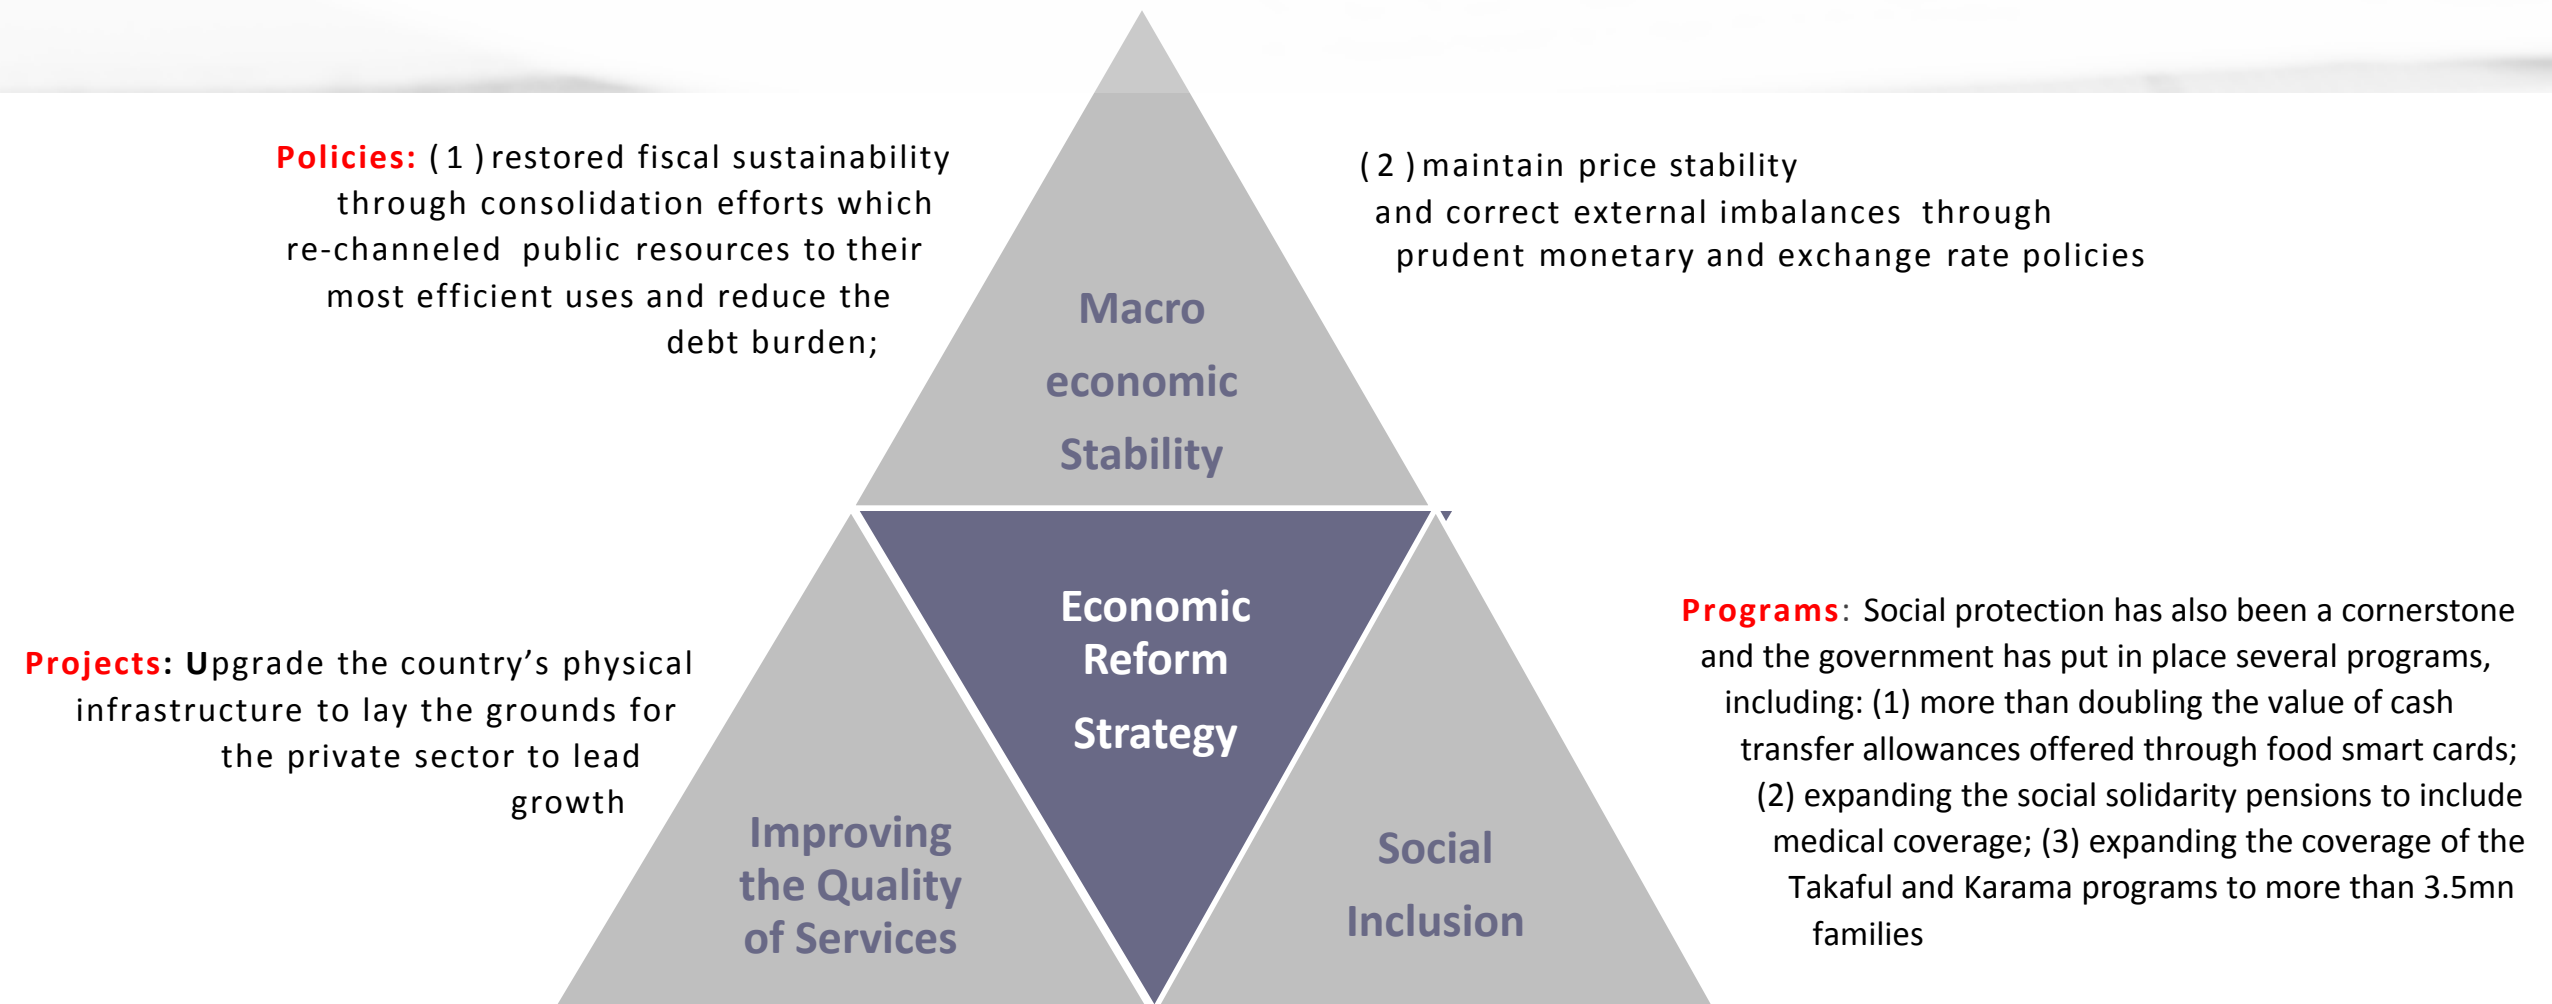 Policies: (1) restored fiscal sustainability
through consolidation efforts which
re-channeled public resources to their
most efficient uses and reduce the
debt burden;
(2) maintain price stability
and correct external imbalances through
prudent monetary and exchange rate policies
Macro
economic
Stability
Economic
Reform
Strategy
Projects: Upgrade the country’s physical
infrastructure to lay the grounds for
the private sector to lead
growth
Improving
the Quality
of Services
Social
Inclusion
Programs: Social protection has also been a cornerstone
and the government has put in place several programs,
including: (1) more than doubling the value of cash
transfer allowances offered through food smart cards;
(2) expanding the social solidarity pensions to include
medical coverage; (3) expanding the coverage of the
Takaful and Karama programs to more than 3.5mn
families